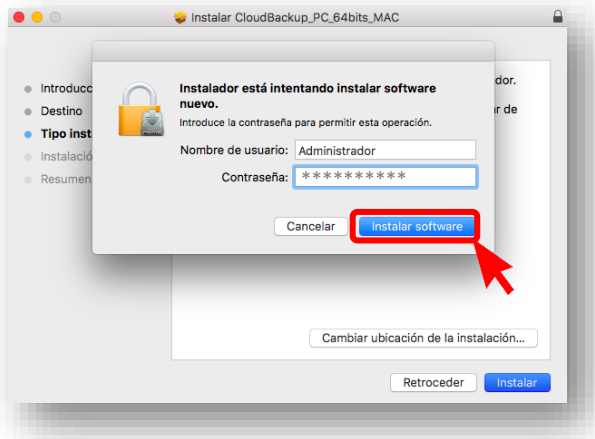 Instalar CloudBackup_PC_64bits_MAC
Introducc
Destino
Tipo inst
Instalació
Resumen
dor.
r de
Instalador está intentando instalar software
nuevo.
Introduce la contraseña para permitir esta operación.
Nombre de usuario: Administrador
Contraseña: **********
Cancelar Instalar software
Cambiar ubicación de la instalación...
Retroceder Instalar